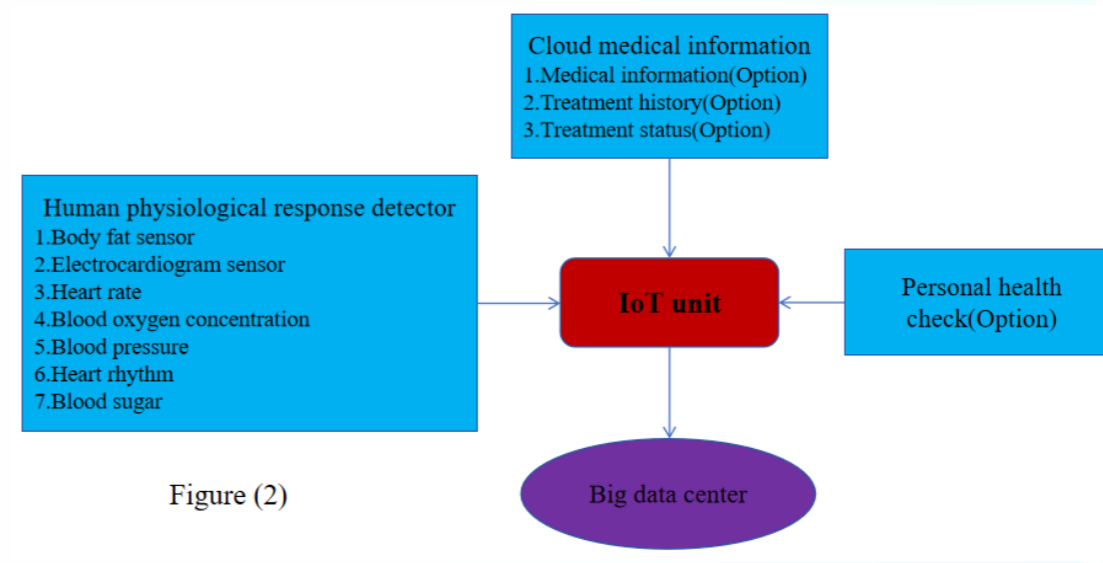 Cloud medical information
1.Medical information(Option)
2.Treatment history(Option)
3.Treatment status(Option)
Human physiological response detector
1.Body fat sensor
2.Electrocardiogram sensor
3.Heart rate
4.Blood oxygen concentration
5.Blood pressure
6.Heart rhythm
7.Blood sugar
IoT unit
Personal health
check(Option)
Big data center
Figure (2)